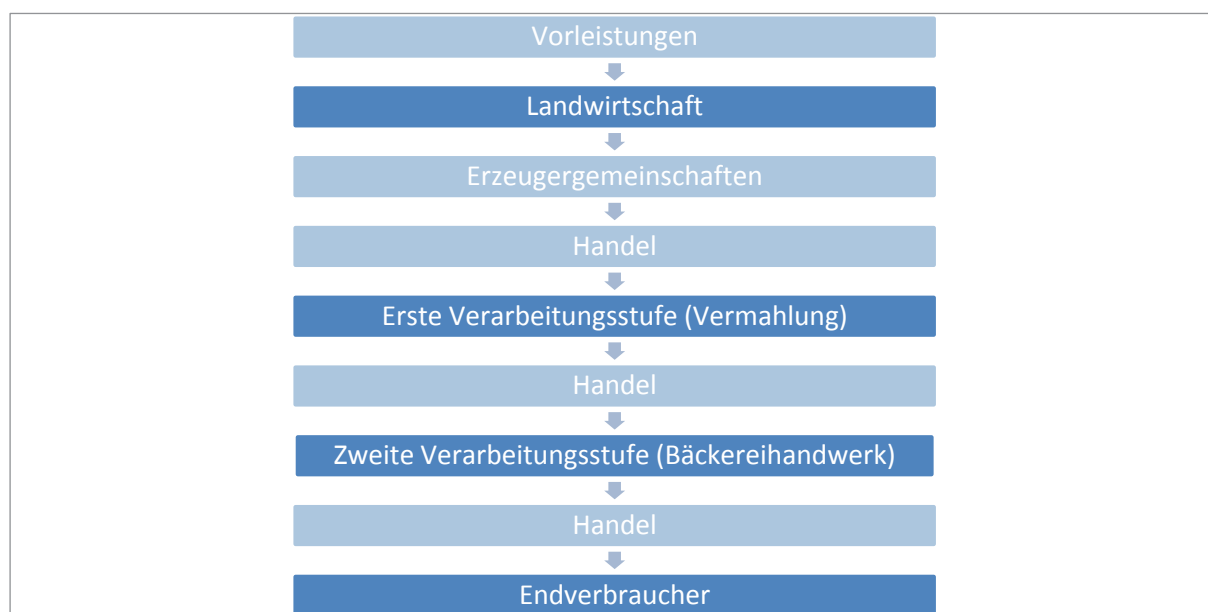 Vorleistungen
Landwirtschaft
Erzeugergemeinschaften
Handel
Erste Verarbeitungsstufe (Vermahlung)
Handel
Zweite Verarbeitungsstufe (Bäckereihandwerk)
Handel
Endverbraucher